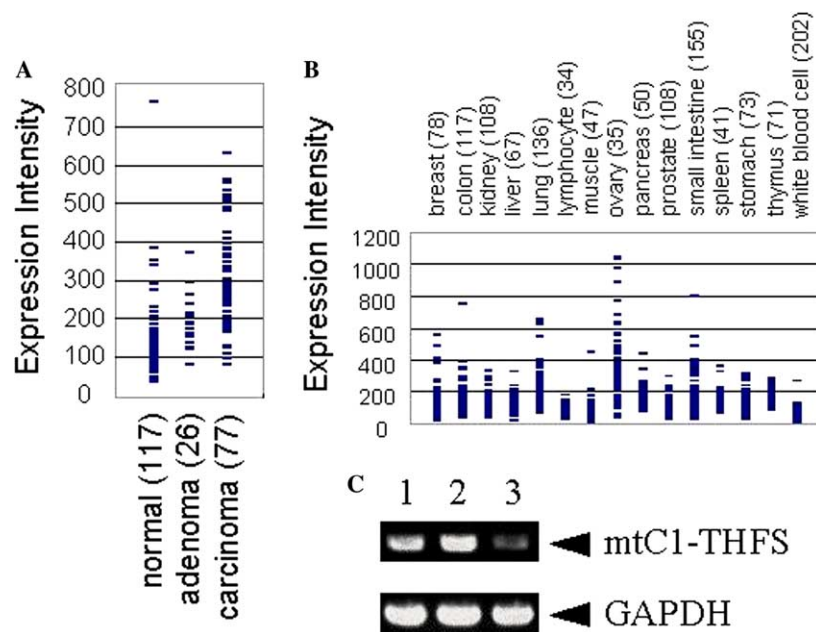 A
Expression Intensity
800
700
600
500
400
300
200
100
0
normal (117)
adenoma (26)
carcinoma (77)
B
breast (78)
colon (117)
kidney (108)
liver (67)
lung (136)
lymphocyte (34)
muscle (47)
ovary (35)
pancreas (50)
prostate (108)
small intestine (155)
spleen (41)
stomach (73)
thymus (71)
white blood cell (202)
Expression Intensity
1200
1000
800
600
400
200
0
C
1 2 3
mtC1-THFS
GAPDH